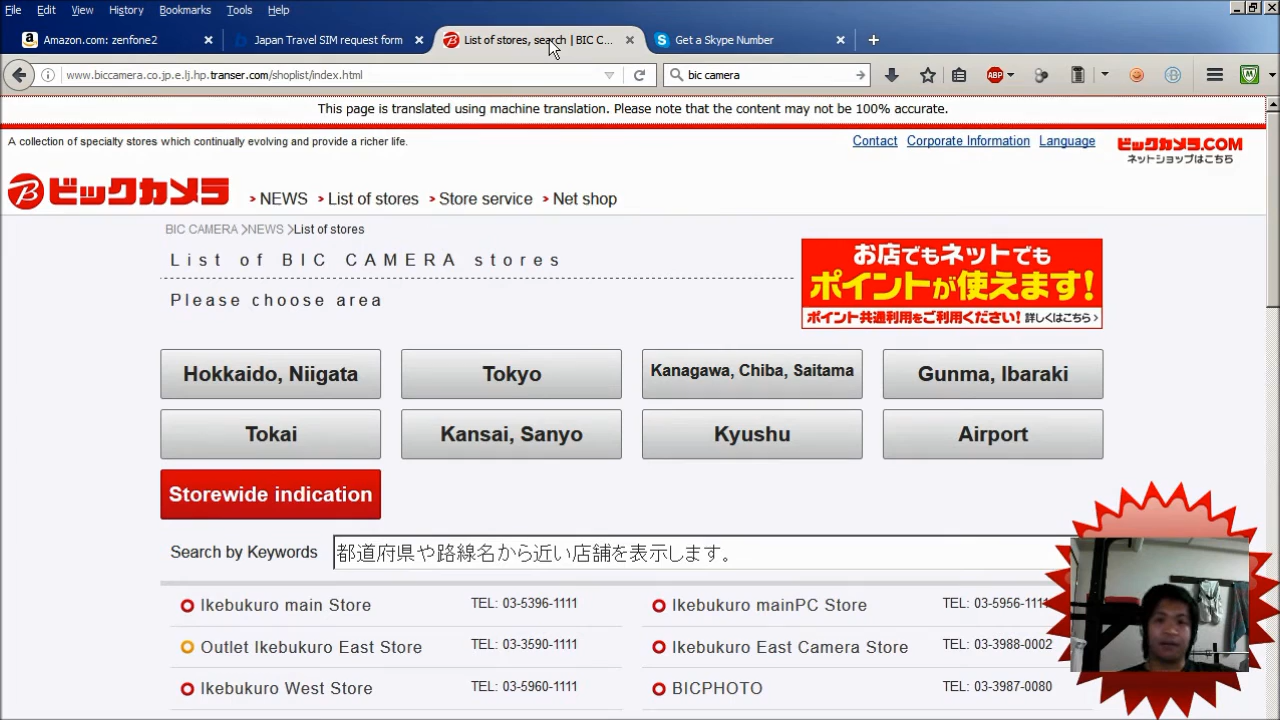 File Edit View History Bookmarks Tools Help
Amazon.com: zenfone2
Japan Travel SIM request form
List of stores, search | BIC C...
Get a Skype Number
www.biccamera.co.jp.e.lj.hp.transer.com/shoplist/index.html
bic camera
ABP
This page is translated using machine translation. Please note that the content may not be 100% accurate.
A collection of specialty stores which continually evolving and provide a richer life.
Contact Corporate Information Language
ビックカメラ.COM
ネットショップはこちら
ビックカメラ
NEWS List of stores Store service Net shop
BIC CAMERA >NEWS >List of stores
List of BIC CAMERA stores
Please choose area
お店でもネットでも
ポイントが使えます!
ポイント共通利用をご利用ください! 詳しくはこちら>
Hokkaido, Niigata
Tokyo
Kanagawa, Chiba, Saitama
Gunma, Ibaraki
Tokai
Kansai, Sanyo
Kyushu
Airport
Storewide indication
Search by Keywords 都道府県や路線名から近い店舗を表示します。
Ikebukuro main Store TEL: 03-5396-1111
Ikebukuro mainPC Store TEL: 03-5956-1111
Outlet Ikebukuro East Store TEL: 03-3590-1111
Ikebukuro East Camera Store TEL: 03-3988-0002
Ikebukuro West Store TEL: 03-5960-1111
BICPHOTO TEL: 03-3987-0080